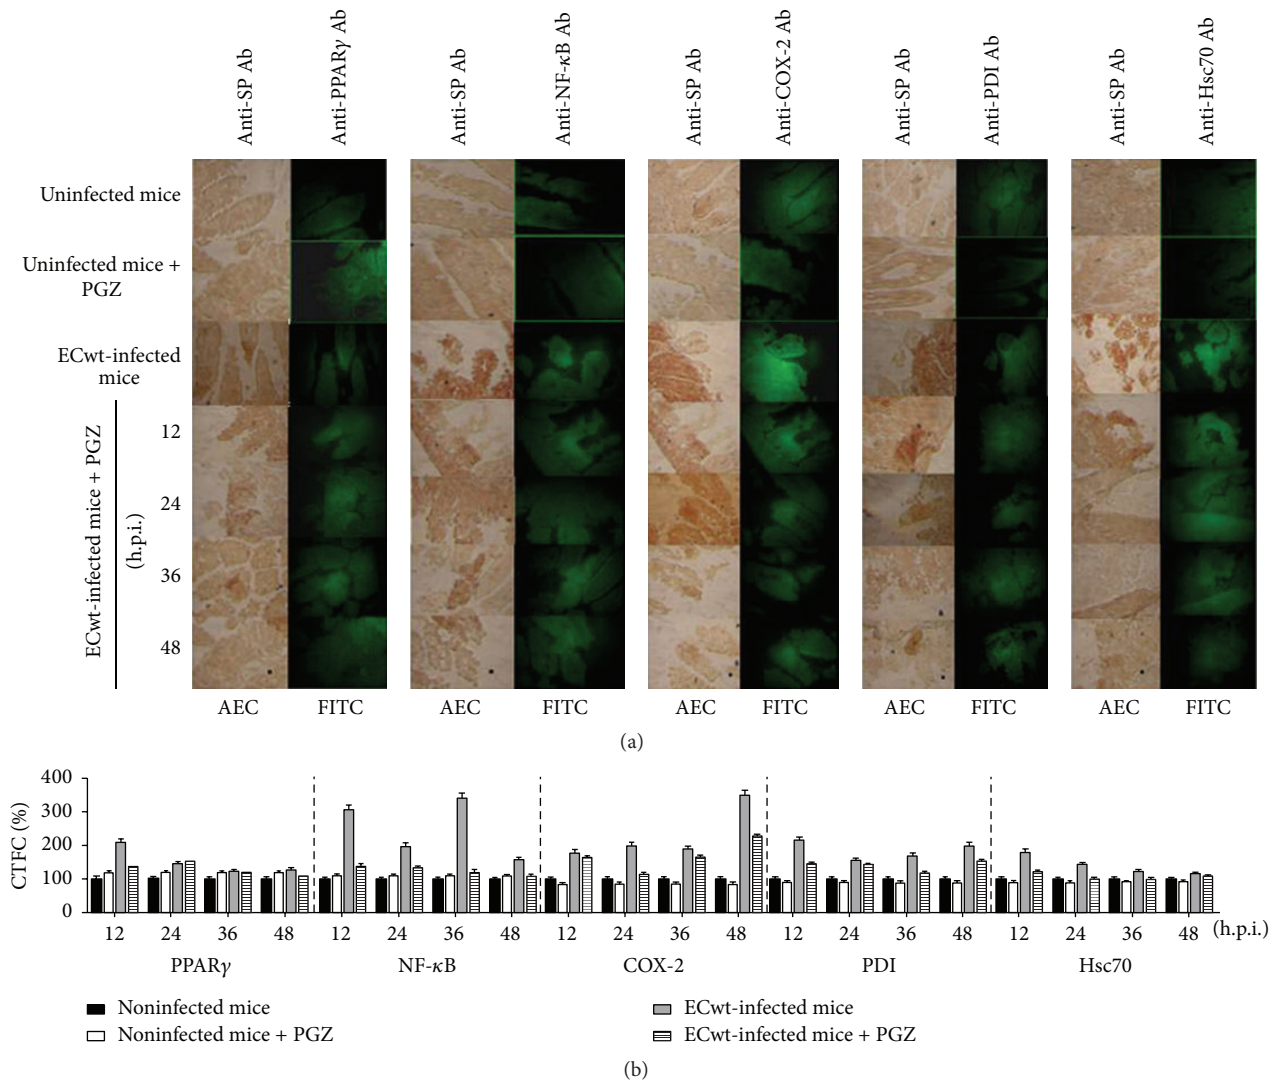 (a)
Anti-SP Ab
Anti-PPARγ Ab
Anti-SP Ab
Anti-NF-κB Ab
Anti-SP Ab
Anti-COX-2 Ab
Anti-SP Ab
Anti-PDI Ab
Anti-SP Ab
Anti-Hsc70 Ab
Uninfected mice
Uninfected mice +
PGZ
ECwt-infected
mice
ECwt-infected mice + PGZ
(h.p.i.)
12
24
36
48
AEC FITC AEC FITC AEC FITC AEC FITC AEC FITC
(a)
CTFC (%)
400
300
200
100
0
12 24 36 48 12 24 36 48 12 24 36 48 12 24 36 48 12 24 36 48 (h.p.i.)
PPARγ NF-κB COX-2 PDI Hsc70
Noninfected mice
Noninfected mice + PGZ
ECwt-infected mice
ECwt-infected mice + PGZ
(b)